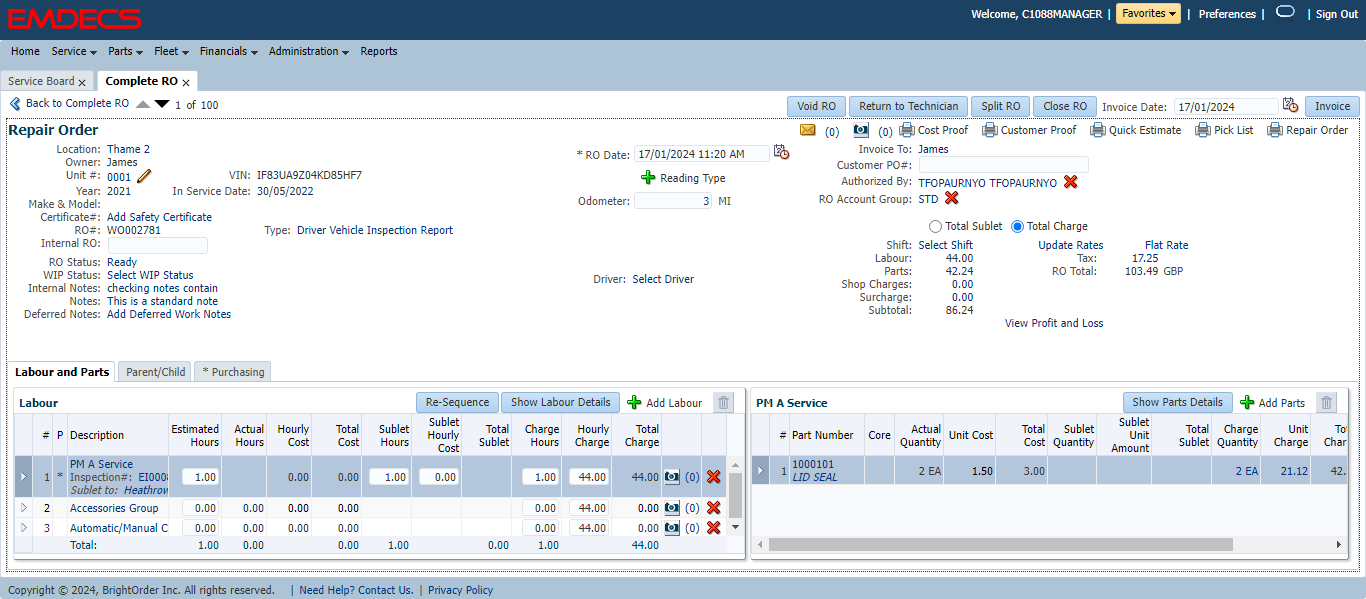 EMDECS
Welcome, C1088MANAGER | Favorites | Preferences | | Sign Out
Home Service Parts Fleet Financials Administration Reports
Service Board x Complete RO x
Back to Complete RO 1 of 100
Void RO Return to Technician Split RO Close RO Invoice Date: 17/01/2024 Invoice
Repair Order
(0) (0) Cost Proof Customer Proof Quick Estimate Pick List Repair Order
Location: Thame 2
Owner: James
Unit #: 0001 VIN: IF83UA9Z04KD85HF7
Year: 2021 In Service Date: 30/05/2022
Make & Model:
Certificate#: Add Safety Certificate
RO#: WO002781 Type: Driver Vehicle Inspection Report
Internal RO:
RO Status: Ready
WIP Status: Select WIP Status
Internal Notes: checking notes contain
Notes: This is a standard note
Deferred Notes: Add Deferred Work Notes
* RO Date: 17/01/2024 11:20 AM
Reading Type
Odometer: 3 MI
Driver: Select Driver
Invoice To: James
Customer PO#:
Authorized By: TFOPAURNYO TFOPAURNYO
RO Account Group: STD
Total Sublet Total Charge
Shift: Select Shift Update Rates Flat Rate
Labour: 44.00 Tax: 17.25
Parts: 42.24 RO Total: 103.49 GBP
Shop Charges: 0.00
Surcharge: 0.00
Subtotal: 86.24
View Profit and Loss
Labour and Parts Parent/Child * Purchasing
Labour Re-Sequence Show Labour Details Add Labour
# P Description Estimated Hours Actual Hours Hourly Cost Total Cost Sublet Hours Sublet Hourly Cost Total Sublet Charge Hours Hourly Charge Total Charge
1 * PM A Service 1.00 0.00 0.00 1.00 0.00 1.00 44.00 44.00 (0)
Inspection#: EI000
Sublet to: Heathrow
2 Accessories Group 0.00 0.00 0.00 0.00 0.00 44.00 0.00 (0)
3 Automatic/Manual C 0.00 0.00 0.00 0.00 0.00 44.00 0.00 (0)
Total: 1.00 0.00 0.00 1.00 0.00 1.00 44.00
PM A Service Show Parts Details Add Parts
# Part Number Core Actual Quantity Unit Cost Total Cost Sublet Quantity Sublet Unit Amount Total Sublet Charge Quantity Unit Charge
1 1000101 2 EA 1.50 3.00 2 EA 21.12 42.
LID SEAL
Copyright © 2024, BrightOrder Inc. All rights reserved. | Need Help? Contact Us. | Privacy Policy